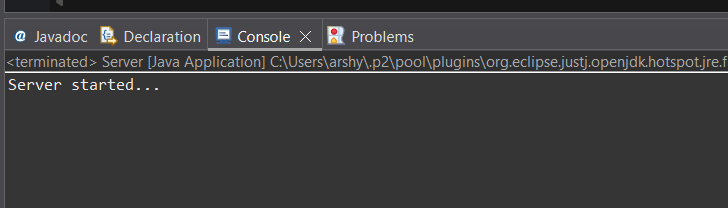 @ Javadoc Declaration Console Problems
<terminated> Server [Java Application] C:\Users\arshy\.p2\pool\plugins\org.eclipse.justj.openjdk.hotspot.jre.f
Server started...